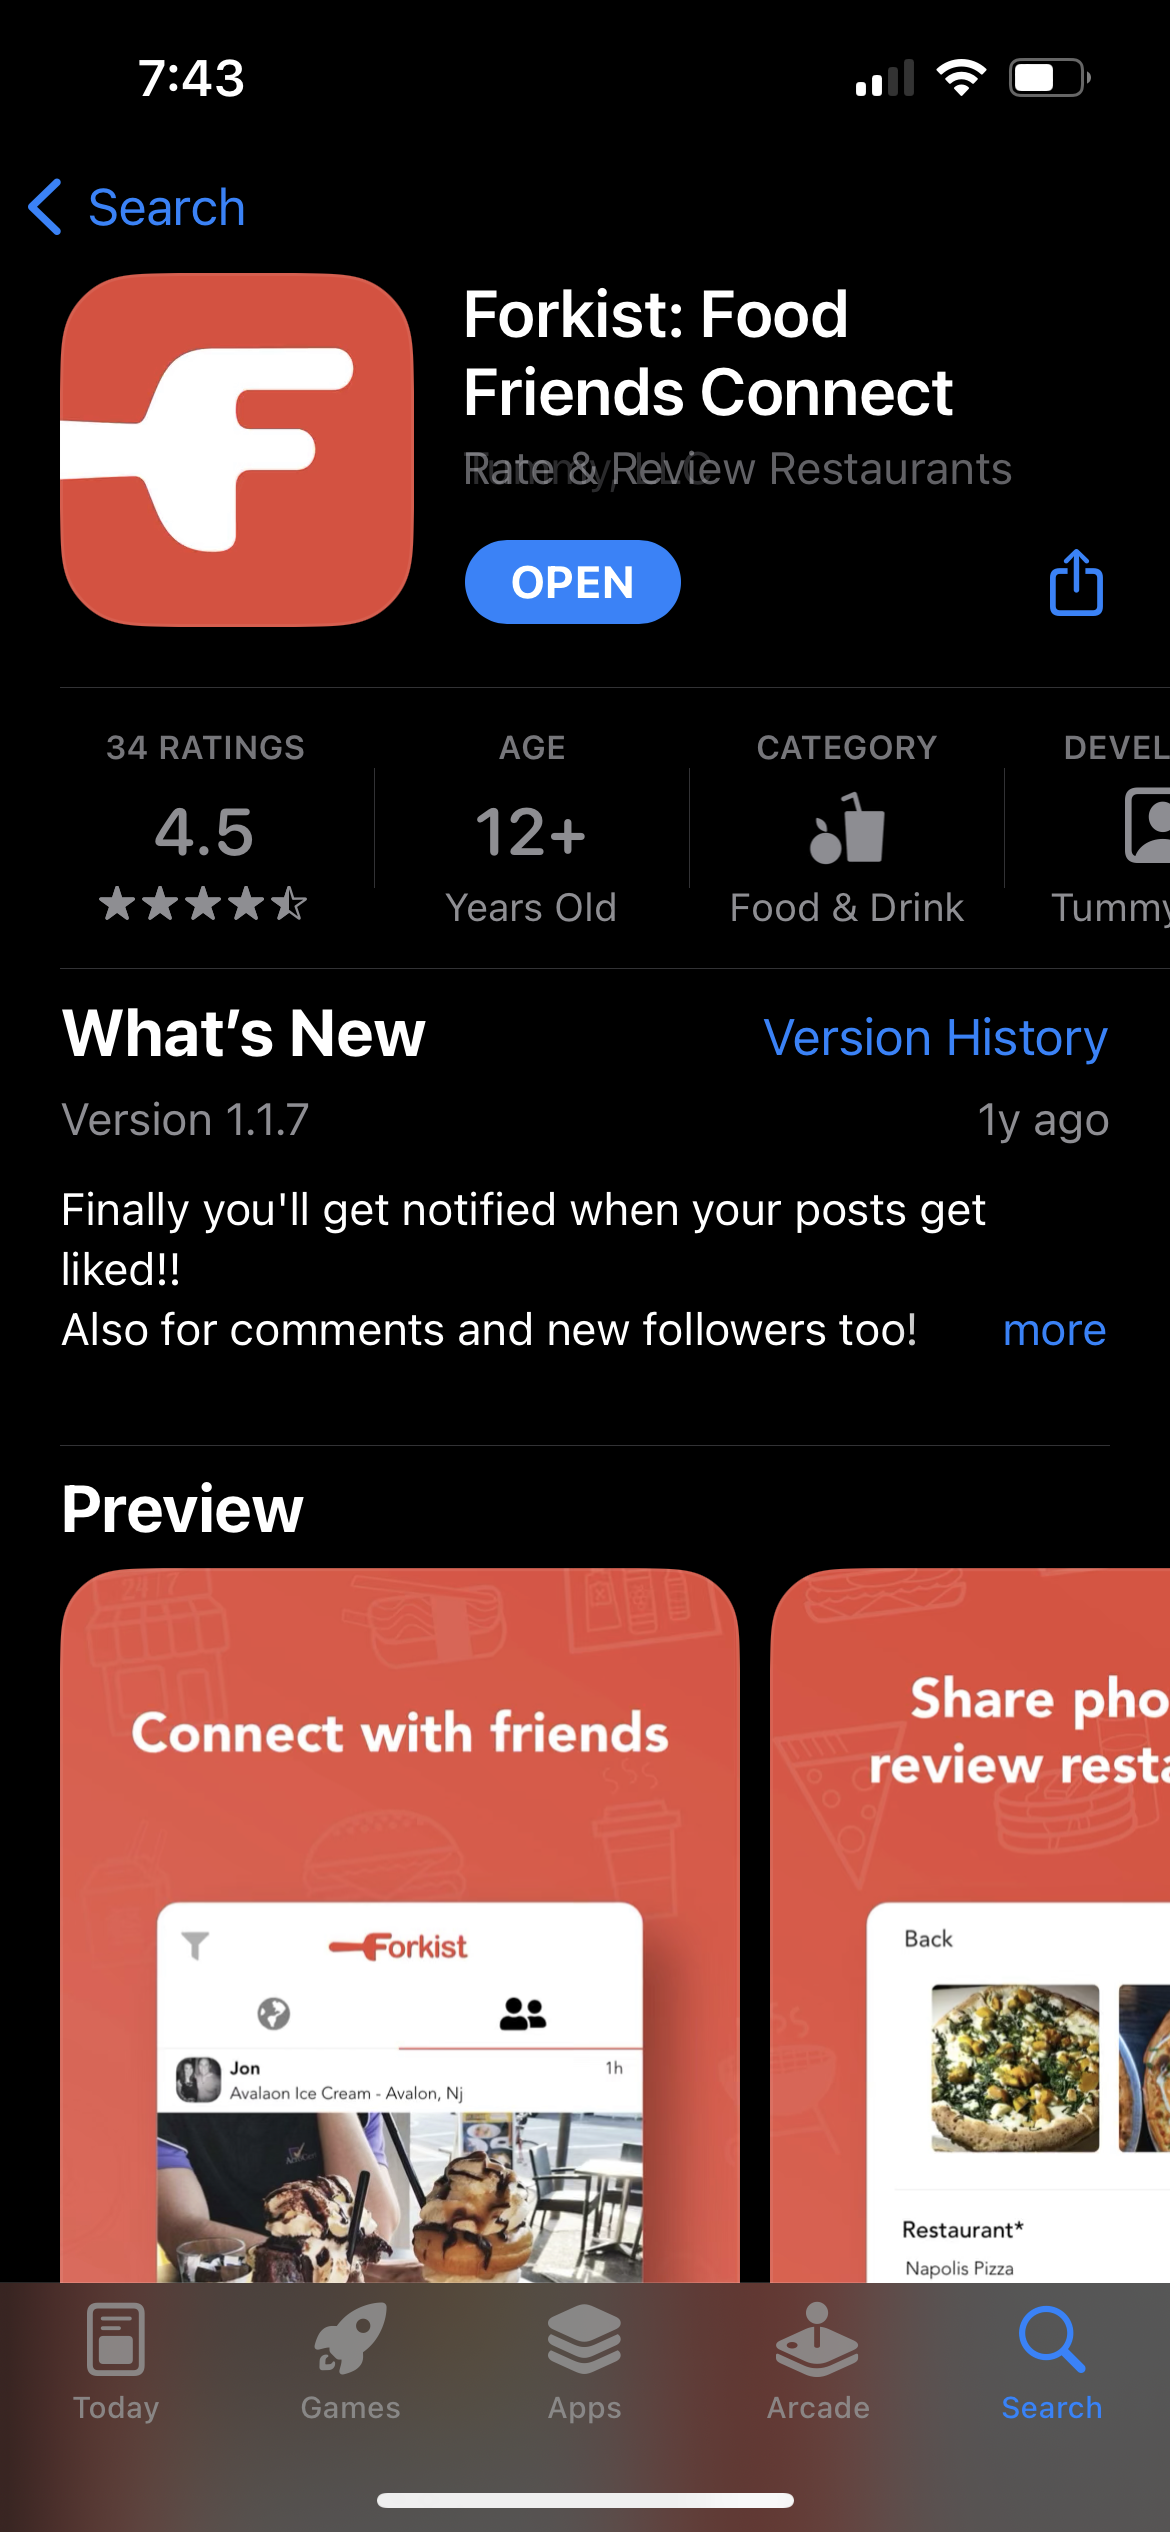 7:43
Search
Forkist: Food
Friends Connect
Rate & Review Restaurants
OPEN
34 RATINGS
AGE
CATEGORY
DEVEL
4.5
12+
Years Old
Food & Drink
Tummy
What's New
Version History
Version 1.1.7
1y ago
Finally you'll get notified when your posts get
liked!!
Also for comments and new followers too!
more
Preview
Connect with friends
Forkist
Jon
1h
Avalaon Ice Cream - Avalon, Nj
Share pho
review resta
Back
Restaurant*
Napolis Pizza
Today
Games
Apps
Arcade
Search